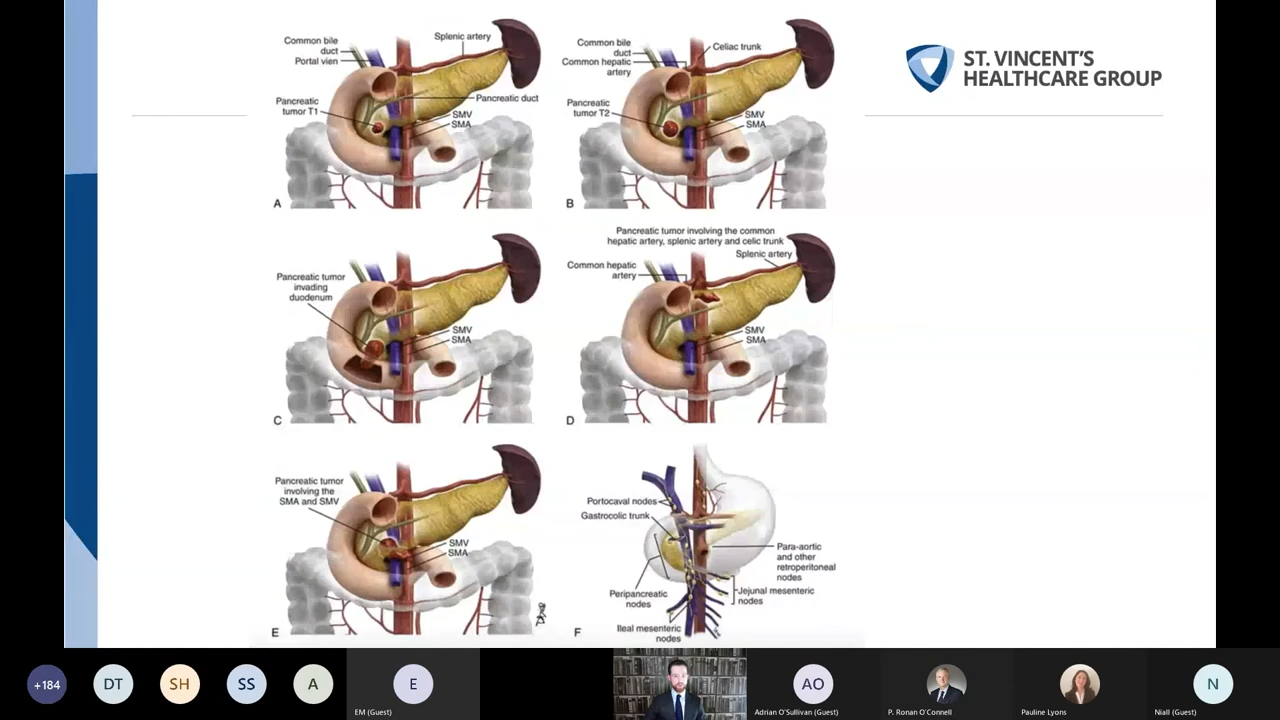 Common bile
duct
Portal vien
Splenic artery
Pancreatic duct
Pancreatic
tumor T1
SMV
SMA
A
Common bile
duct
Common hepatic
artery
Celiac trunk
Pancreatic
tumor T2
SMV
SMA
B
ST. VINCENT'S
HEALTHCARE GROUP
Pancreatic tumor
invading
duodenum
SMV
SMA
C
Pancreatic tumor involving the common
hepatic artery, splenic artery and celic trunk
Splenic artery
Common hepatic
artery
SMV
SMA
D
Pancreatic tumor
involving the
SMA and SMV
SMV
SMA
E
Portocaval nodes
Gastrocolic trunk
Para-aortic
and other
retroperitoneal
nodes
Jejunal mesenteric
nodes
Peripancreatic
nodes
Ileal mesenteric
nodes
F
+184
DT
SH
SS
A
E
EM (Guest)
AO
Adrian O'Sullivan (Guest)
P. Ronan O'Connell
Pauline Lyons
N
Niall (Guest)